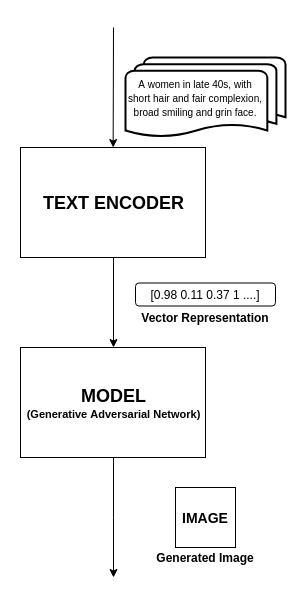 A women in late 40s, with
short hair and fair complexion,
broad smiling and grin face.
TEXT ENCODER
[0.98 0.11 0.37 1 ....]
Vector Representation
MODEL
(Generative Adversarial Network)
IMAGE
Generated Image